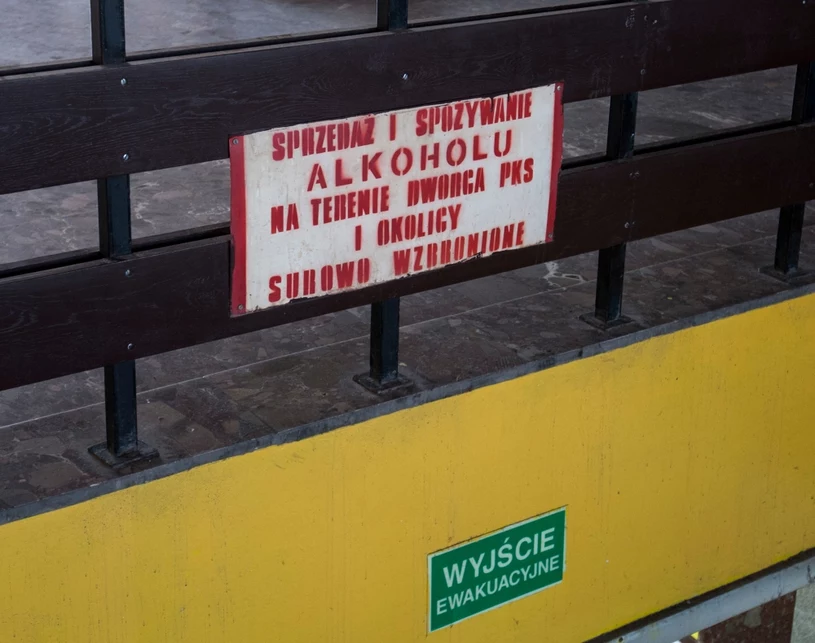 SPRZEDAŻ I SPOŻYWANIE
ALKOHOLU
NA TERENIE DWORCA PKS
I OKOLICY
SUROWO WZBRONIONE
WYJŚCIE
EWAKUACYJNE